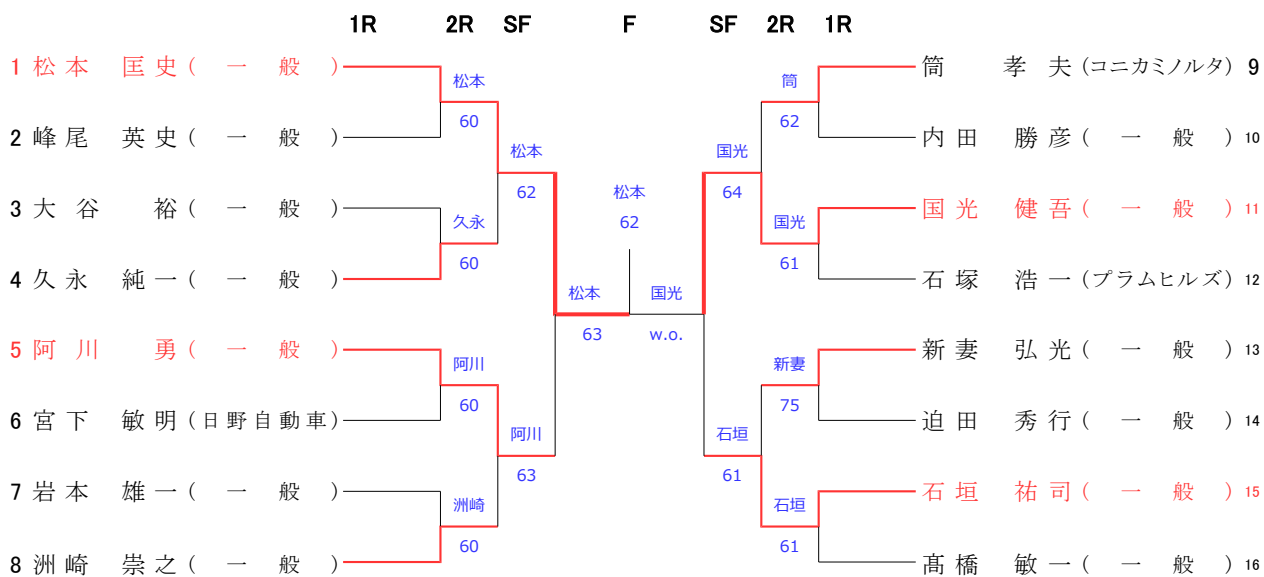 1R 2R SF F SF 2R 1R
1 松本 匡史 (一般)
2 峰尾 英史 (一般)
3 大谷 裕 (一般)
4 久永 純一 (一般)
5 阿川 勇 (一般)
6 宮下 敏明 (日野自動車)
7 岩本 雄一 (一般)
8 洲崎 崇之 (一般)
松本
60
久永
60
阿川
60
洲崎
60
松本
62
阿川
63
松本
63
松本
62
国光
w.o.
国光
64
石垣
61
筒
62
国光
61
新妻
75
石垣
61
筒 孝夫 (コニカミノルタ) 9
内田 勝彦 (一般) 10
国光 健吾 (一般) 11
石塚 浩一 (プラムヒルズ) 12
新妻 弘光 (一般) 13
迫田 秀行 (一般) 14
石垣 祐司 (一般) 15
髙橋 敏一 (一般) 16